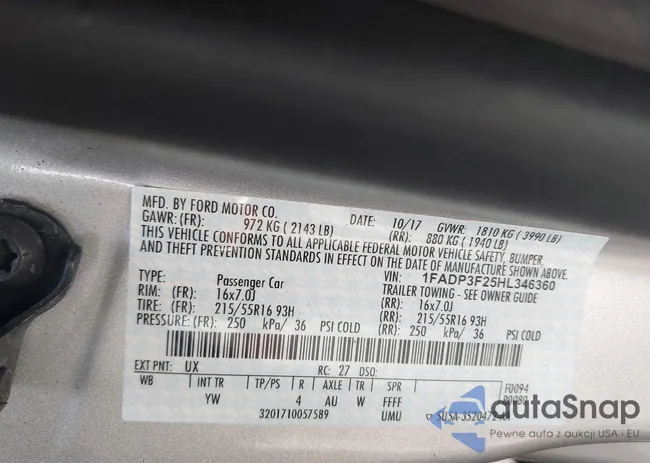 MFD. BY FORD MOTOR CO. DATE: 10/17 GVWR: 1810 KG (3990 LB)
GAWR: (FR): 972 KG (2143 LB) (RR): 880 KG (1940 LB)
THIS VEHICLE CONFORMS TO ALL APPLICABLE FEDERAL MOTOR VEHICLE SAFETY, BUMPER,
AND THEFT PREVENTION STANDARDS IN EFFECT ON THE DATE OF MANUFACTURE SHOWN ABOVE.
VIN: 1FADP3F25HL346360
TYPE: Passenger Car TRAILER TOWING - SEE OWNER GUIDE
RIM: (FR): 16x7.0J (RR): 16x7.0J
TIRE: (FR): 215/55R16 93H (RR): 215/55R16 93H
PRESSURE: (FR): 250 kPa/ 36 PSI COLD (RR): 250 kPa/ 36 PSI COLD
EXT PNT: UX RC: 27 DSO: F0094
WB INT TR TP/PS R AXLE TR SPR R0080
YW 4 AU W FFFF
3201710057589 UMU
autoSnap
Pewne auta z aukcji USA i EU